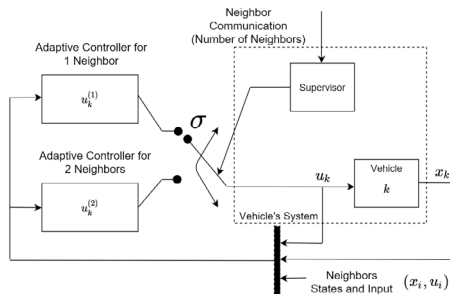 Neighbor
Communication
(Number of Neighbors)
Adaptive Controller for
1 Neighbor
u_k^{(1)}
Supervisor
σ
Adaptive Controller for
2 Neighbors
u_k^{(2)}
u_k
Vehicle
k
x_k
Vehicle's System
Neighbors
States and Input
(x_i, u_i)